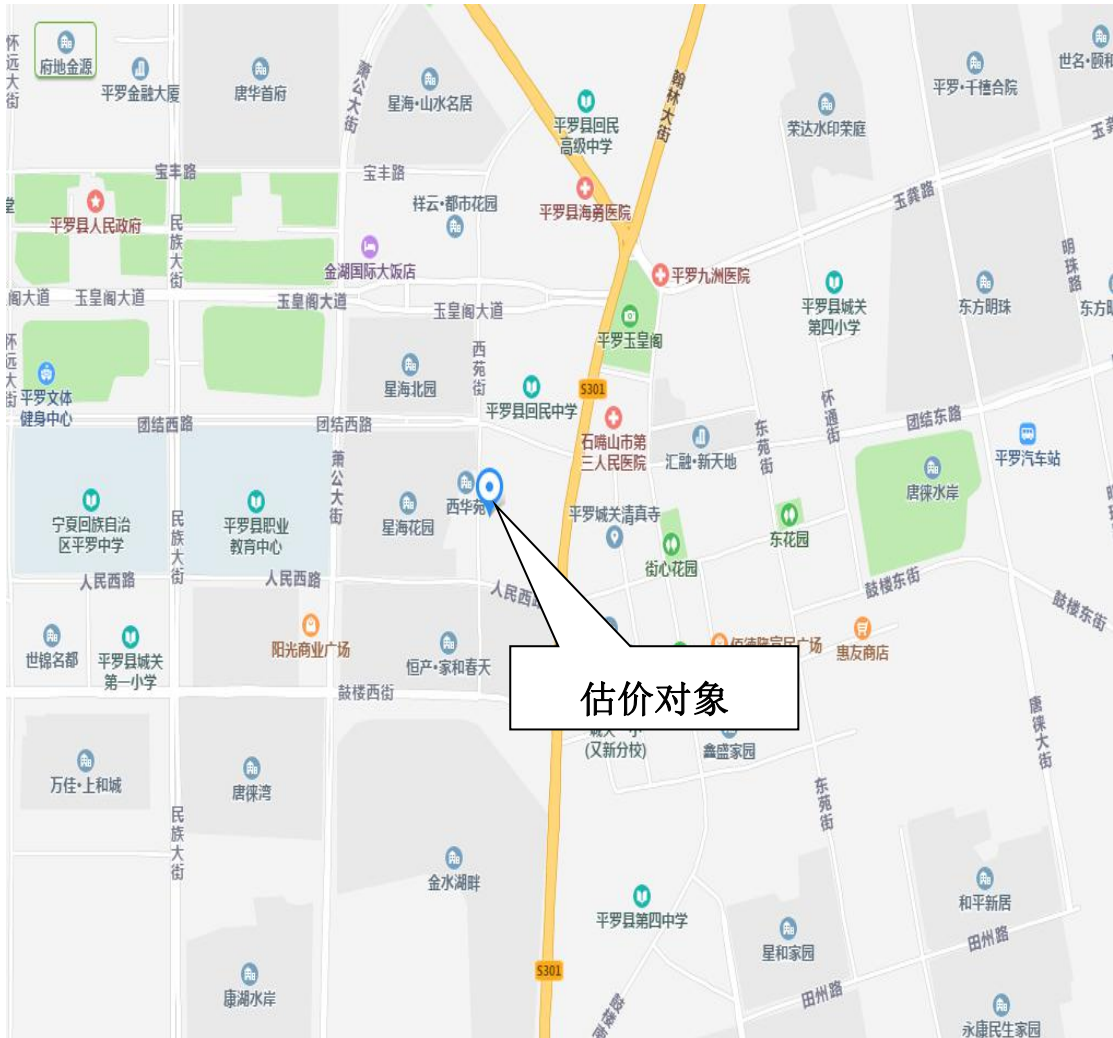 怀远大街
府地金源
平罗金融大厦
唐华首府
萧公大街
星海·山水名居
平罗县回民
高级中学
翰林大街
荣达水印荣庭
平罗·千禧合院
世名·颐和
宝丰路
宝丰路
平罗县人民政府
民族大街
祥云·都市花园
平罗县海勇医院
玉龚路
明珠路
金湖国际大饭店
平罗九洲医院
阁大道
玉皇阁大道
玉皇阁大道
玉皇阁大道
平罗县城关
第四小学
东方明珠
平罗玉皇阁
怀远大街
平罗文体
健身中心
星海北园
西苑街
平罗县回民中学
S301
团结西路
团结西路
石嘴山市第
三人民医院
汇融·新天地
东苑街
怀通街
团结东路
平罗汽车站
宁夏回族自治
区平罗中学
民族大街
平罗县职业
教育中心
萧公大街
星海花园
西华苑
平罗城关清真寺
街心花园
东花园
唐徕水岸
人民西路
人民西路
人民西
鼓楼东街
鼓楼东街
世锦名都
平罗县城关
第一小学
阳光商业广场
恒产·家和春天
惠友商店
鼓楼西街
估价对象
(又新分校)
鑫盛家园
唐徕大街
万佳·上和城
唐徕湾
民族大街
东苑街
金水湖畔
平罗县第四中学
和平新居
田州路
星和家园
康湖水岸
S301
田州路
鼓楼南
永康民生家园